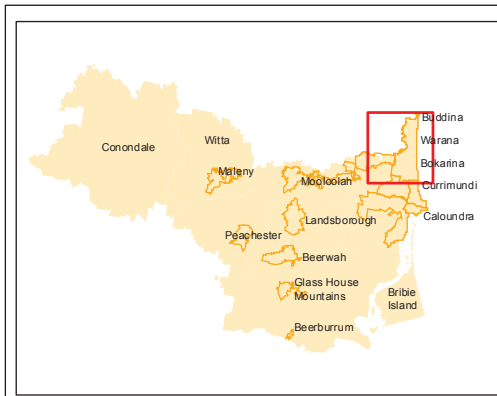 Buddina
Witta
Warana
Conondale
Bokarina
Maleny
Mooloolah
Currimundi
Landsborough
Caloundra
Peachester
Beerwah
Glass House
Mountains
Bribie
Island
Beerburrum